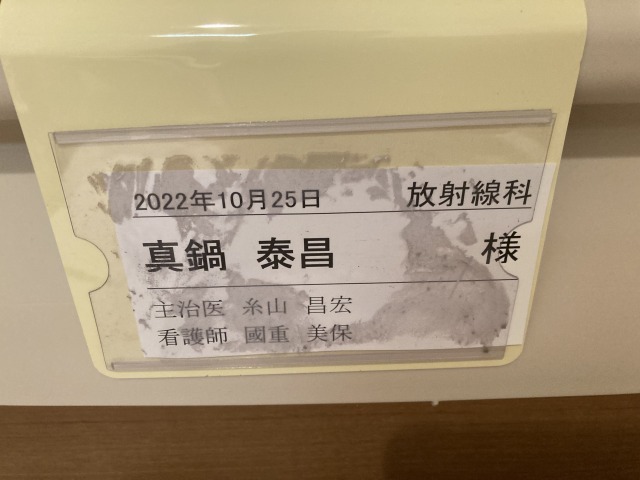 2022年10月25日 放射線科
真鍋 泰昌 様
主治医 糸山 昌宏
看護師 國重 美保